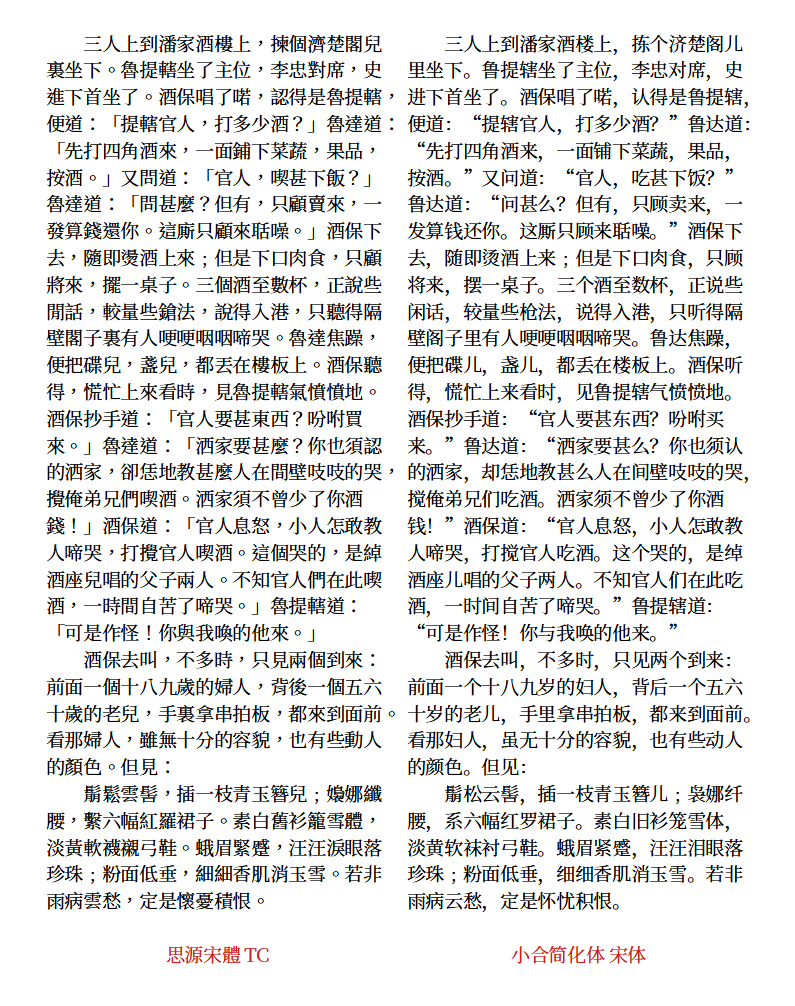 三人上到潘家酒樓上，揀個濟楚閣兒
裏坐下。魯提轄坐了主位，李忠對席，史
進下首坐了。酒保唱了喏，認得是魯提轄，
便道：「提轄官人，打多少酒？」魯達道：
「先打四角酒來，一面鋪下菜蔬，果品，
按酒。」又問道：「官人，喫甚下飯？」
魯達道：「問甚麼？但有，只顧賣來，一
發算錢還你。這廝只顧來聒噪。」酒保下
去，隨即燙酒上來；但是下口肉食，只顧
將來，擺一桌子。三個酒至數杯，正說些
閒話，較量些鎗法，說得入港，只聽得隔
壁閣子裏有人哽哽咽咽啼哭。魯達焦躁，
便把碟兒，盞兒，都丟在樓板上。酒保聽
得，慌忙上來看時，見魯提轄氣憤憤地。
酒保抄手道：「官人要甚東西？吩咐買
來。」魯達道：「洒家要甚麼？你也須認
的洒家，卻恁地教甚麼人在間壁吱吱的哭，
攪俺弟兄們喫酒。洒家須不曾少了你酒
錢！」酒保道：「官人息怒，小人怎敢教
人啼哭，打攪官人喫酒。這個哭的，是綽
酒座兒唱的父子兩人。不知官人們在此喫
酒，一時間自苦了啼哭。」魯提轄道：
「可是作怪！你與我喚的他來。」
酒保去叫，不多時，只見兩個到來：
前面一個十八九歲的婦人，背後一個五六
十歲的老兒，手裏拿串拍板，都來到面前。
看那婦人，雖無十分的容貌，也有些動人
的顏色。但見：
鬅鬆雲髻，插一枝青玉簪兒；嬝娜纖
腰，繫六幅紅羅裙子。素白舊衫籠雪體，
淡黃軟襪襯弓鞋。蛾眉緊蹙，汪汪淚眼落
珍珠；粉面低垂，細細香肌消玉雪。若非
雨病雲愁，定是懷憂積恨。
思源宋體 TC
三人上到潘家酒楼上，拣个济楚阁儿
里坐下。鲁提辖坐了主位，李忠对席，史
进下首坐了。酒保唱了喏，认得是鲁提辖，
便道：“提辖官人，打多少酒？”鲁达道：
“先打四角酒来，一面铺下菜蔬，果品，
按酒。”又问道：“官人，吃甚下饭？”
鲁达道：“问甚么？但有，只顾卖来，一
发算钱还你。这厮只顾来聒噪。”酒保下
去，随即烫酒上来；但是下口肉食，只顾
将来，摆一桌子。三个酒至数杯，正说些
闲话，较量些枪法，说得入港，只听得隔
壁阁子里有人哽哽咽咽啼哭。鲁达焦躁，
便把碟儿，盏儿，都丢在楼板上。酒保听
得，慌忙上来看时，见鲁提辖气愤愤地。
酒保抄手道：“官人要甚东西？吩咐买
来。”鲁达道：“洒家要甚么？你也须认
的洒家，却恁地教甚么人在间壁吱吱的哭，
搅俺弟兄们吃酒。洒家须不曾少了你酒
钱！”酒保道：“官人息怒，小人怎敢教
人啼哭，打搅官人吃酒。这个哭的，是绰
酒座儿唱的父子两人。不知官人们在此吃
酒，一时间自苦了啼哭。”鲁提辖道：
“可是作怪！你与我唤的他来。”
酒保去叫，不多时，只见两个到来：
前面一个十八九岁的妇人，背后一个五六
十岁的老儿，手里拿串拍板，都来到面前。
看那妇人，虽无十分的容貌，也有些动人
的颜色。但见：
鬅松云髻，插一枝青玉簪儿；袅娜纤
腰，系六幅红罗裙子。素白旧衫笼雪体，
淡黄软袜衬弓鞋。蛾眉紧蹙，汪汪泪眼落
珍珠；粉面低垂，细细香肌消玉雪。若非
雨病云愁，定是怀忧积恨。
小合简化体 宋体